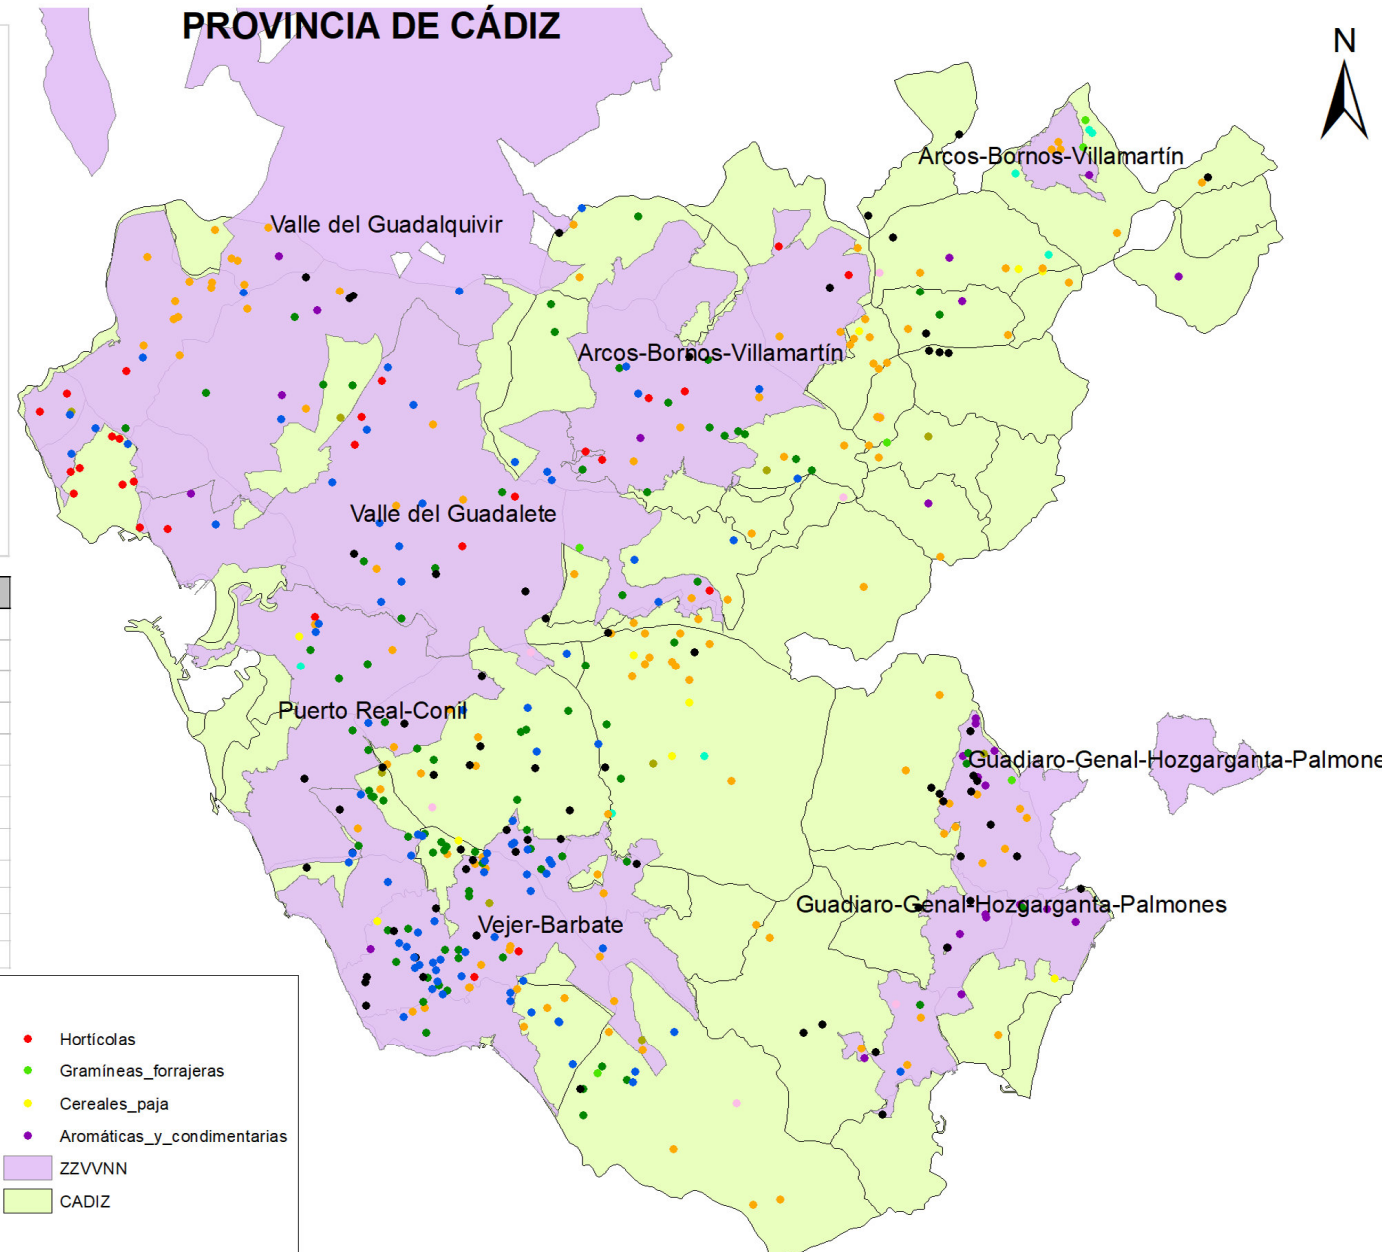 PROVINCIA DE CÁDIZ
N
Arcos-Bornos-Villamartín
Valle del Guadalquivir
Arcos-Bornos-Villamartín
Valle del Guadalete
Puerto Real-Conil
Guadiaro-Genal-Hozgarganta-Palmone
Guadiaro-Genal-Hozgarganta-Palmones
Vejer-Barbate
Hortícolas
Gramíneas_forrajeras
Cereales_paja
Aromáticas_y_condimentarias
ZZVVNN
CADIZ